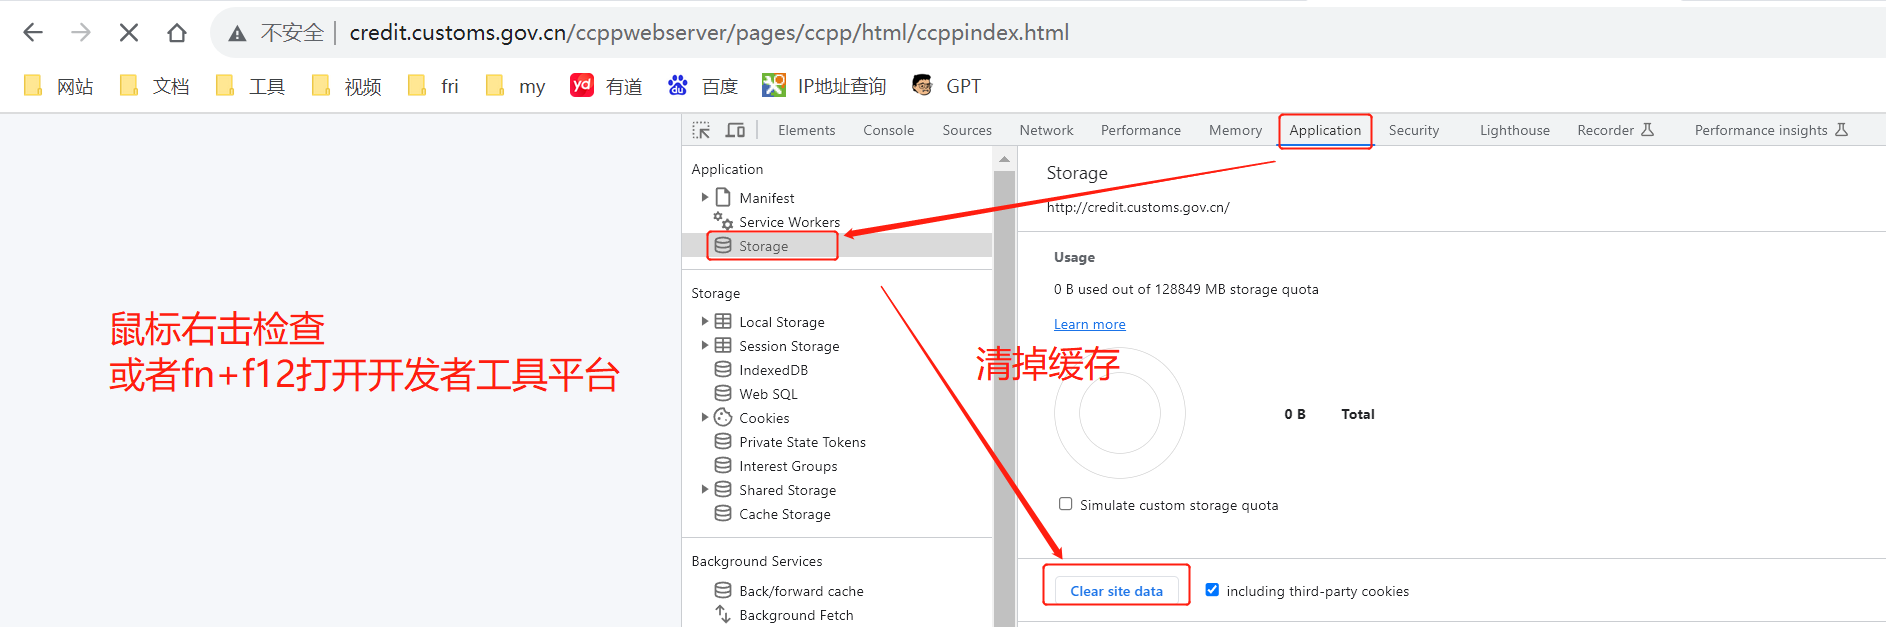 不安全 credit.customs.gov.cn/ccppwebserver/pages/ccpp/html/ccppindex.html
网站 文档 工具 视频 fri my yd 有道 du 百度 IP地址查询 GPT
Elements Console Sources Network Performance Memory Application Security Lighthouse Recorder Performance insights
Application
Manifest
Service Workers
Storage
Storage
Local Storage
Session Storage
IndexedDB
Web SQL
Cookies
Private State Tokens
Interest Groups
Shared Storage
Cache Storage
Background Services
Back/forward cache
Background Fetch
Storage
http://credit.customs.gov.cn/
Usage
0 B used out of 128849 MB storage quota
Learn more
0 B Total
Simulate custom storage quota
Clear site data including third-party cookies
鼠标右击检查
或者fn+f12打开开发者工具平台
清掉缓存